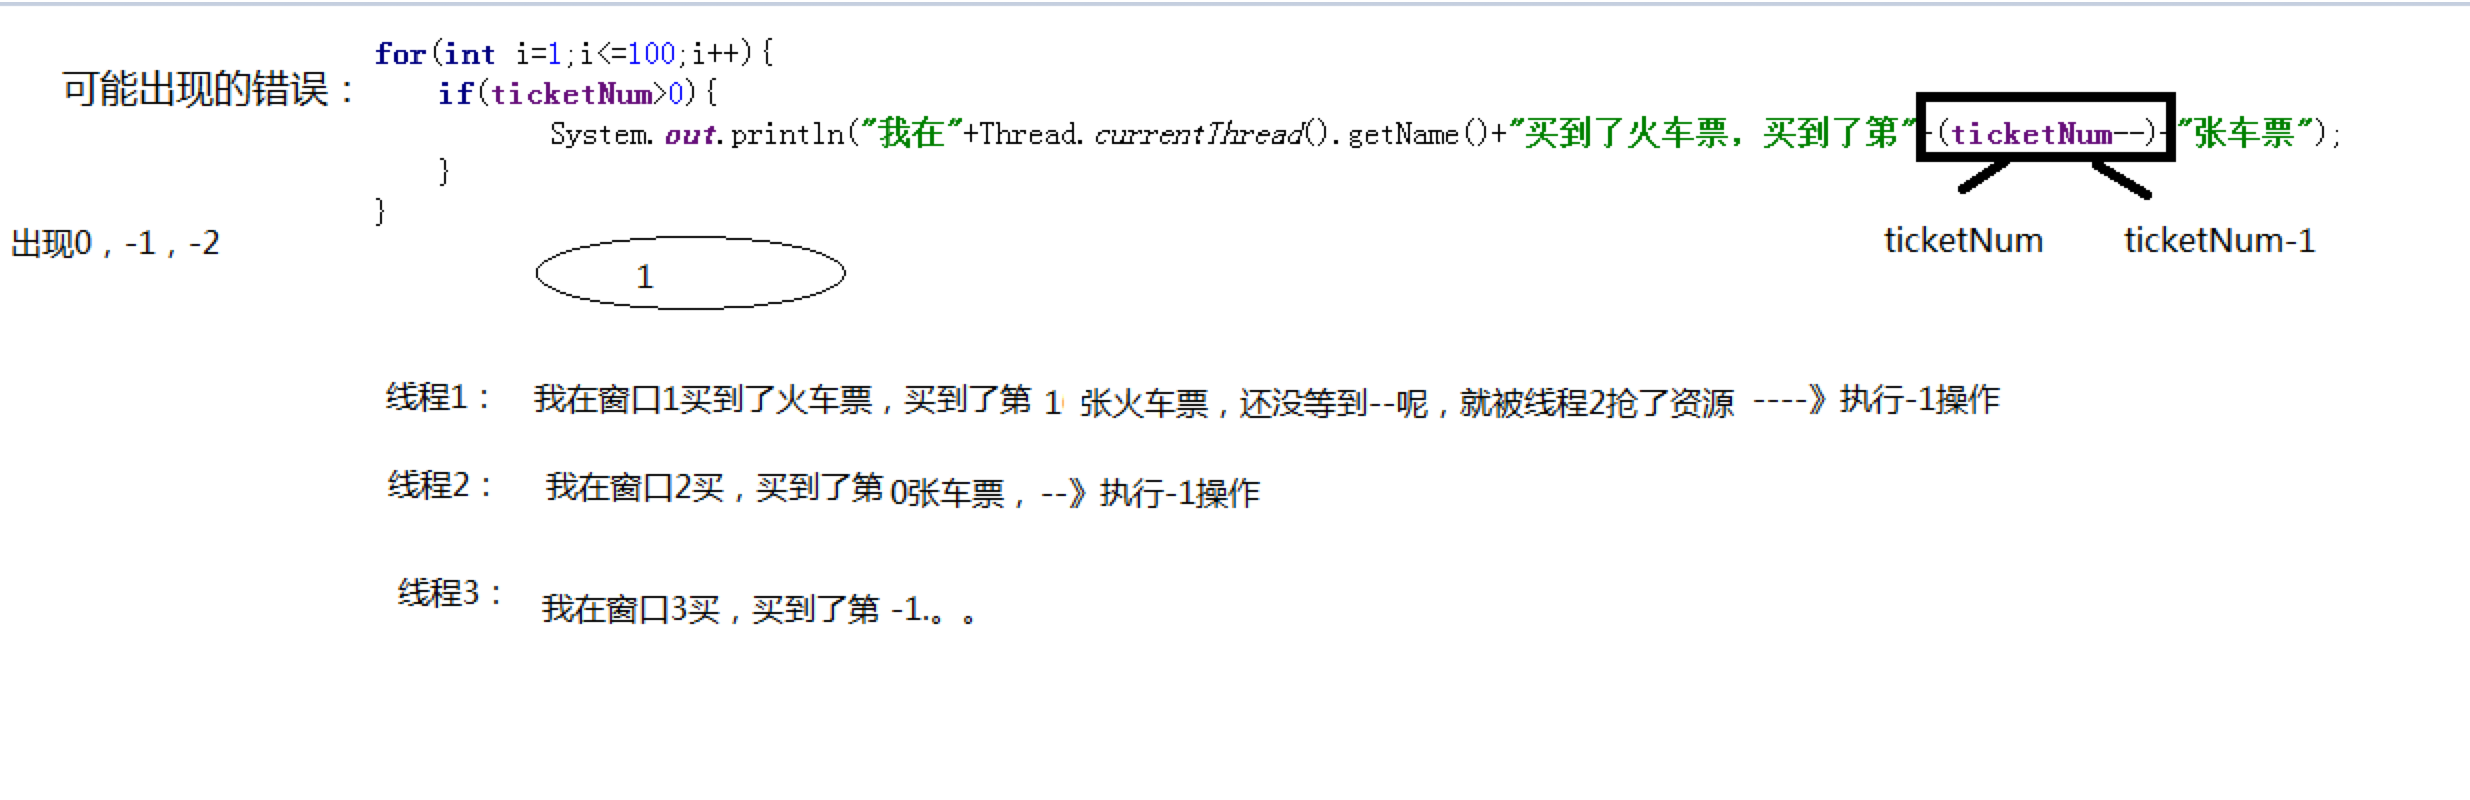 for(int i=1;i<=100;i++){
可能出现的错误：
if(ticketNum>0){
System.out.println("我在"+Thread.currentThread().getName()+"买到了火车票，买到了第"+(ticketNum--)+"张车票");
}
}
出现0，-1，-2
ticketNum
ticketNum-1
1
线程1： 我在窗口1买到了火车票，买到了第 1 张火车票，还没等到--呢，就被线程2抢了资源 ----》执行-1操作
线程2： 我在窗口2买，买到了第 0张车票， --》执行-1操作
线程3： 我在窗口3买，买到了第 -1.。。